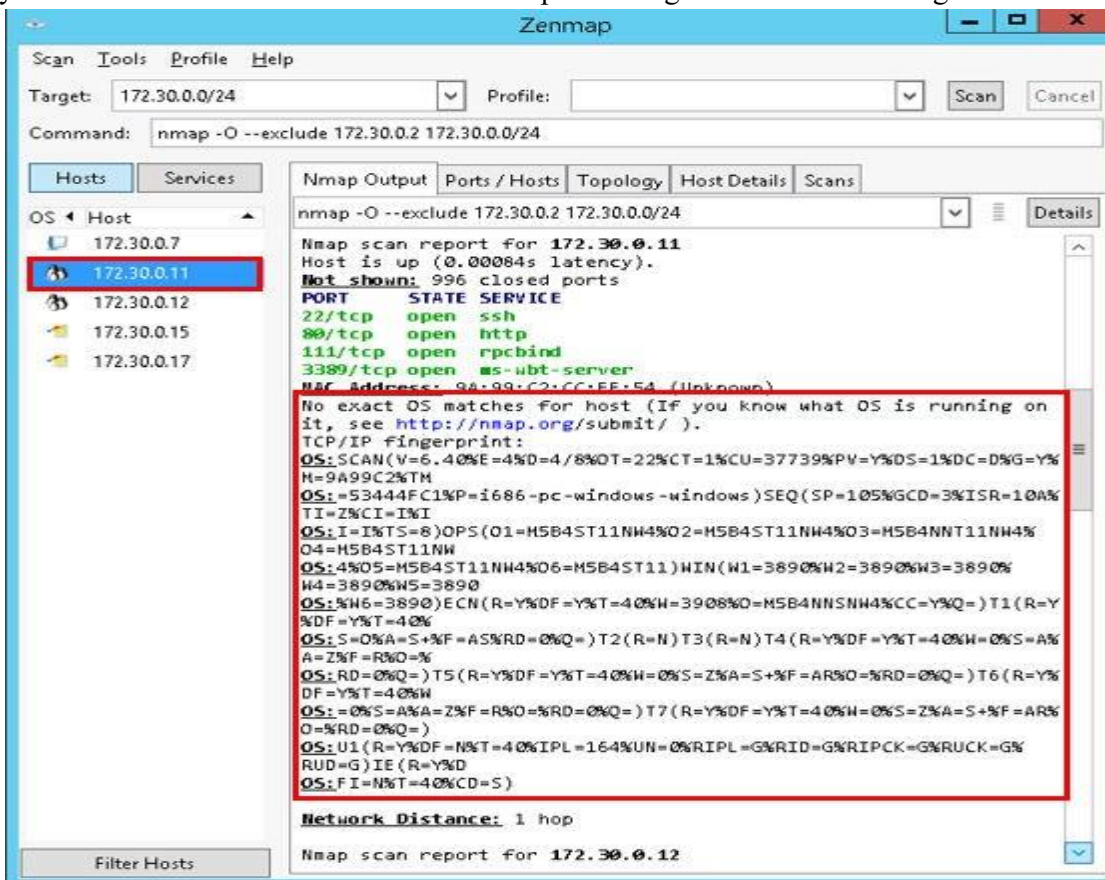 Zenmap
Scan Tools Profile Help
Target: 172.30.0.0/24 Profile: Scan Cancel
Command: nmap -O --exclude 172.30.0.2 172.30.0.0/24
Hosts Services
Nmap Output Ports / Hosts Topology Host Details Scans
OS Host
nmap -O --exclude 172.30.0.2 172.30.0.0/24 Details
172.30.0.7
172.30.0.11
172.30.0.12
172.30.0.15
172.30.0.17
Nmap scan report for 172.30.0.11
Host is up (0.00084s latency).
Not shown: 996 closed ports
PORT STATE SERVICE
22/tcp open ssh
80/tcp open http
111/tcp open rpcbind
3389/tcp open ms-wbt-server
MAC Address: 9A:99:C2:CC:EE:54 (Unknown)
No exact OS matches for host (If you know what OS is running on
it, see http://nmap.org/submit/ ).
TCP/IP fingerprint:
OS:SCAN(V=6.40%E=4%D=4/8%OT=22%CT=1%CU=37739%PV=Y%DS=1%DC=D%G=Y%
M=9A99C2%TM
OS:=53444FC1%P=i686-pc-windows-windows)SEQ(SP=105%GCD=3%ISR=10A%
TI=Z%CI=I%I
OS:I=I%TS=8)OPS(O1=M5B4ST11NW4%O2=M5B4ST11NW4%O3=M5B4NNT11NW4%
O4=M5B4ST11NW
OS:4%O5=M5B4ST11NW4%O6=M5B4ST11)WIN(W1=3890%W2=3890%W3=3890%
W4=3890%W5=3890
OS:%W6=3890)ECN(R=Y%DF=Y%T=40%W=3908%O=M5B4NNSNW4%CC=Y%Q=)T1(R=Y
%DF=Y%T=40%
OS:S=O%A=S+%F=AS%RD=0%Q=)T2(R=N)T3(R=N)T4(R=Y%DF=Y%T=40%W=0%S=A%
A=Z%F=R%O=%
OS:RD=0%Q=)T5(R=Y%DF=Y%T=40%W=0%S=Z%A=S+%F=AR%O=%RD=0%Q=)T6(R=Y%
DF=Y%T=40%W
OS:=0%S=A%A=Z%F=R%O=%RD=0%Q=)T7(R=Y%DF=Y%T=40%W=0%S=Z%A=S+%F=AR%
O=%RD=0%Q=)
OS:U1(R=Y%DF=N%T=40%IPL=164%UN=0%RIPL=G%RID=G%RIPCK=G%RUCK=G%
RUD=G)IE(R=Y%D
OS:FI=N%T=40%CD=S)
Network Distance: 1 hop
Nmap scan report for 172.30.0.12
Filter Hosts